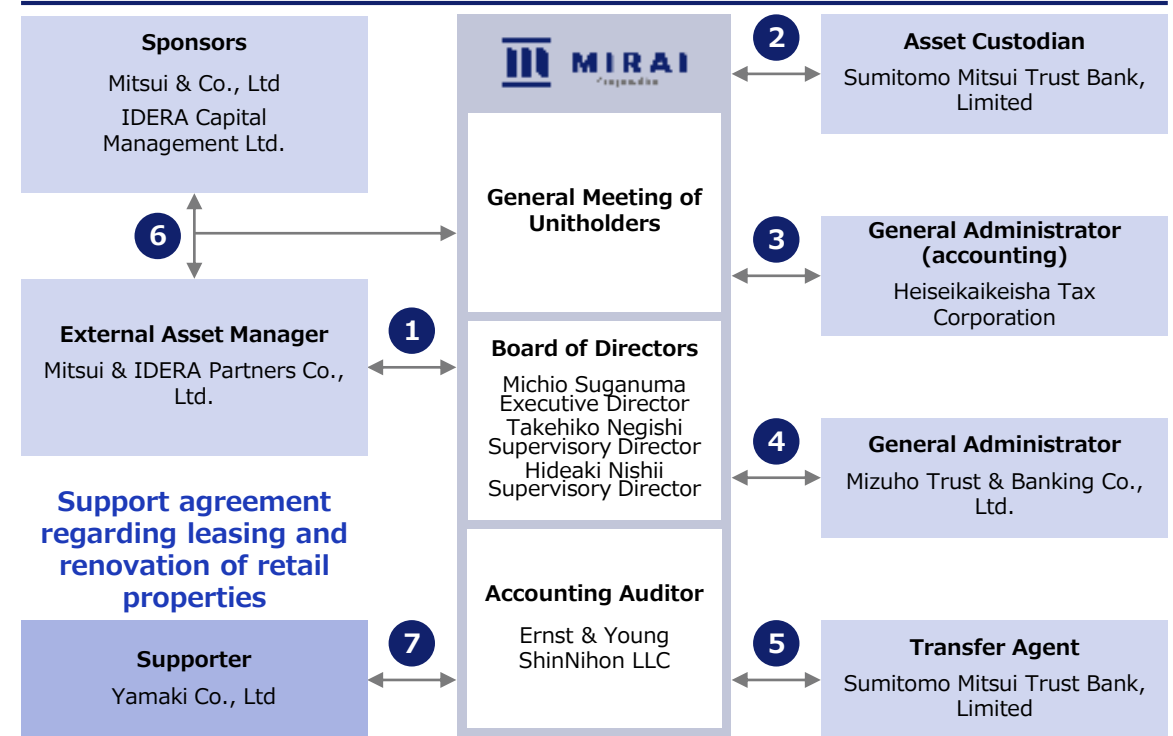 Sponsors
Mitsui & Co., Ltd
IDERA Capital
Management Ltd.
6
External Asset Manager
Mitsui & IDERA Partners Co.,
Ltd.
1
Support agreement
regarding leasing and
renovation of retail
properties
Supporter
Yamaki Co., Ltd
7
MIRAI
Corporation
General Meeting of
Unitholders
Board of Directors
Michio Suganuma
Executive Director
Takehiko Negishi
Supervisory Director
Hideaki Nishii
Supervisory Director
Accounting Auditor
Ernst & Young
ShinNihon LLC
2
Asset Custodian
Sumitomo Mitsui Trust Bank,
Limited
3
General Administrator
(accounting)
Heiseikaikeisha Tax
Corporation
4
General Administrator
Mizuho Trust & Banking Co.,
Ltd.
5
Transfer Agent
Sumitomo Mitsui Trust Bank,
Limited